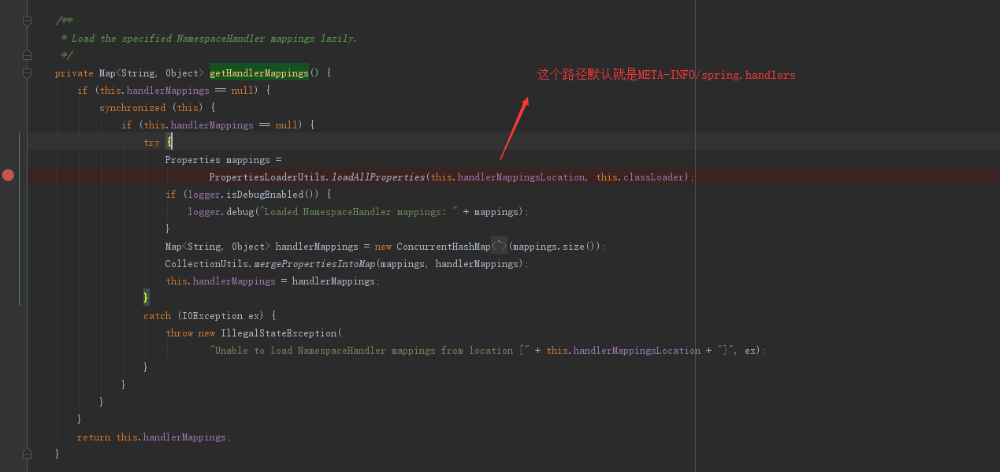 /**
* Load the specified NamespaceHandler mappings lazily.
*/
private Map<String, Object> getHandlerMappings() {
这个路径默认就是META-INFO/spring.handlers
if (this.handlerMappings == null) {
synchronized (this) {
if (this.handlerMappings == null) {
try {
Properties mappings =
PropertiesLoaderUtils.loadAllProperties(this.handlerMappingsLocation, this.classLoader);
if (logger.isDebugEnabled()) {
logger.debug("Loaded NamespaceHandler mappings: " + mappings);
}
Map<String, Object> handlerMappings = new ConcurrentHashMap<~>(mappings.size());
CollectionUtils.mergePropertiesIntoMap(mappings, handlerMappings);
this.handlerMappings = handlerMappings;
}
catch (IOException ex) {
throw new IllegalStateException(
"Unable to load NamespaceHandler mappings from location [" + this.handlerMappingsLocation + "]", ex);
}
}
}
}
return this.handlerMappings;
}